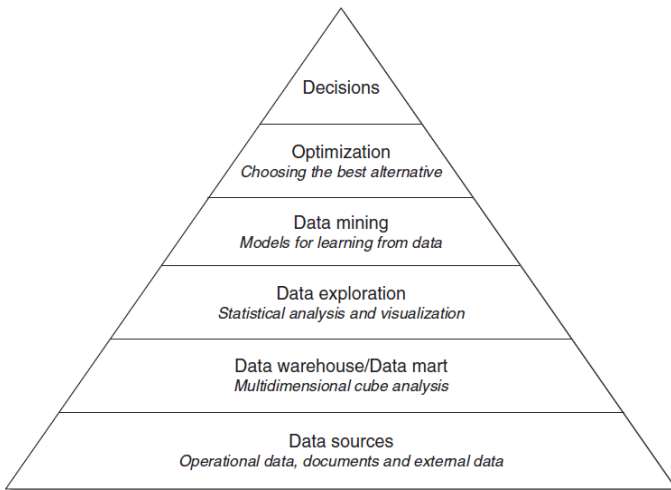 Decisions
Optimization
Choosing the best alternative
Data mining
Models for learning from data
Data exploration
Statistical analysis and visualization
Data warehouse/Data mart
Multidimensional cube analysis
Data sources
Operational data, documents and external data